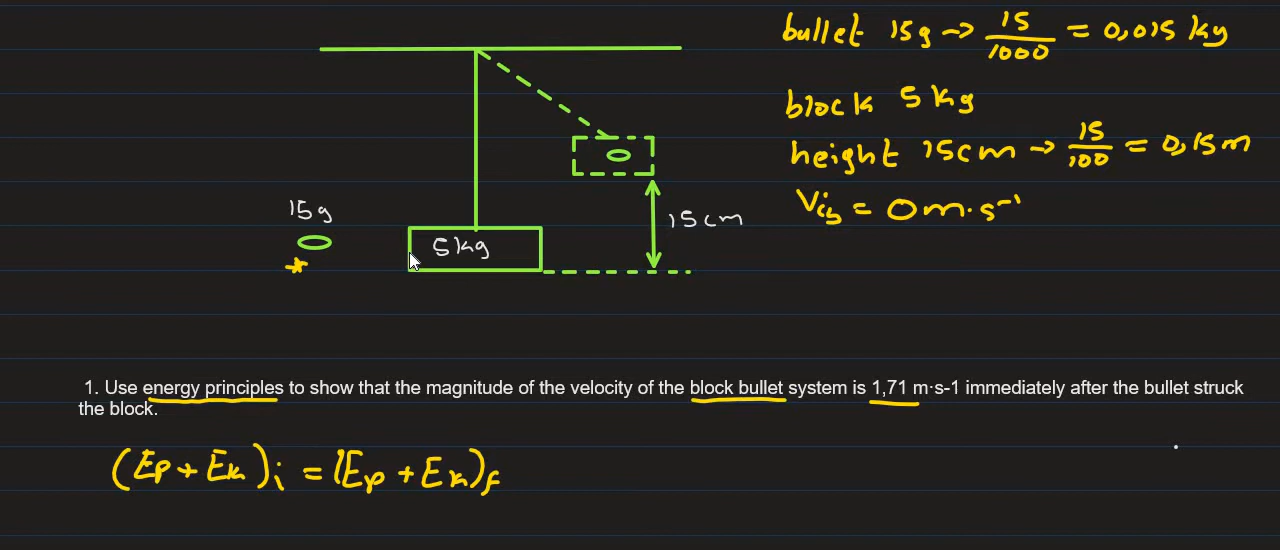 bullet 15g → 15/1000 = 0,015 kg
block 5 kg
height 15cm → 15/100 = 0,15m
Vib = 0 m·s⁻¹
15g
5kg
15cm
1. Use energy principles to show that the magnitude of the velocity of the block bullet system is 1,71 m·s-1 immediately after the bullet struck
the block.
(Ep + Ek)i = (Ep + Ek)f